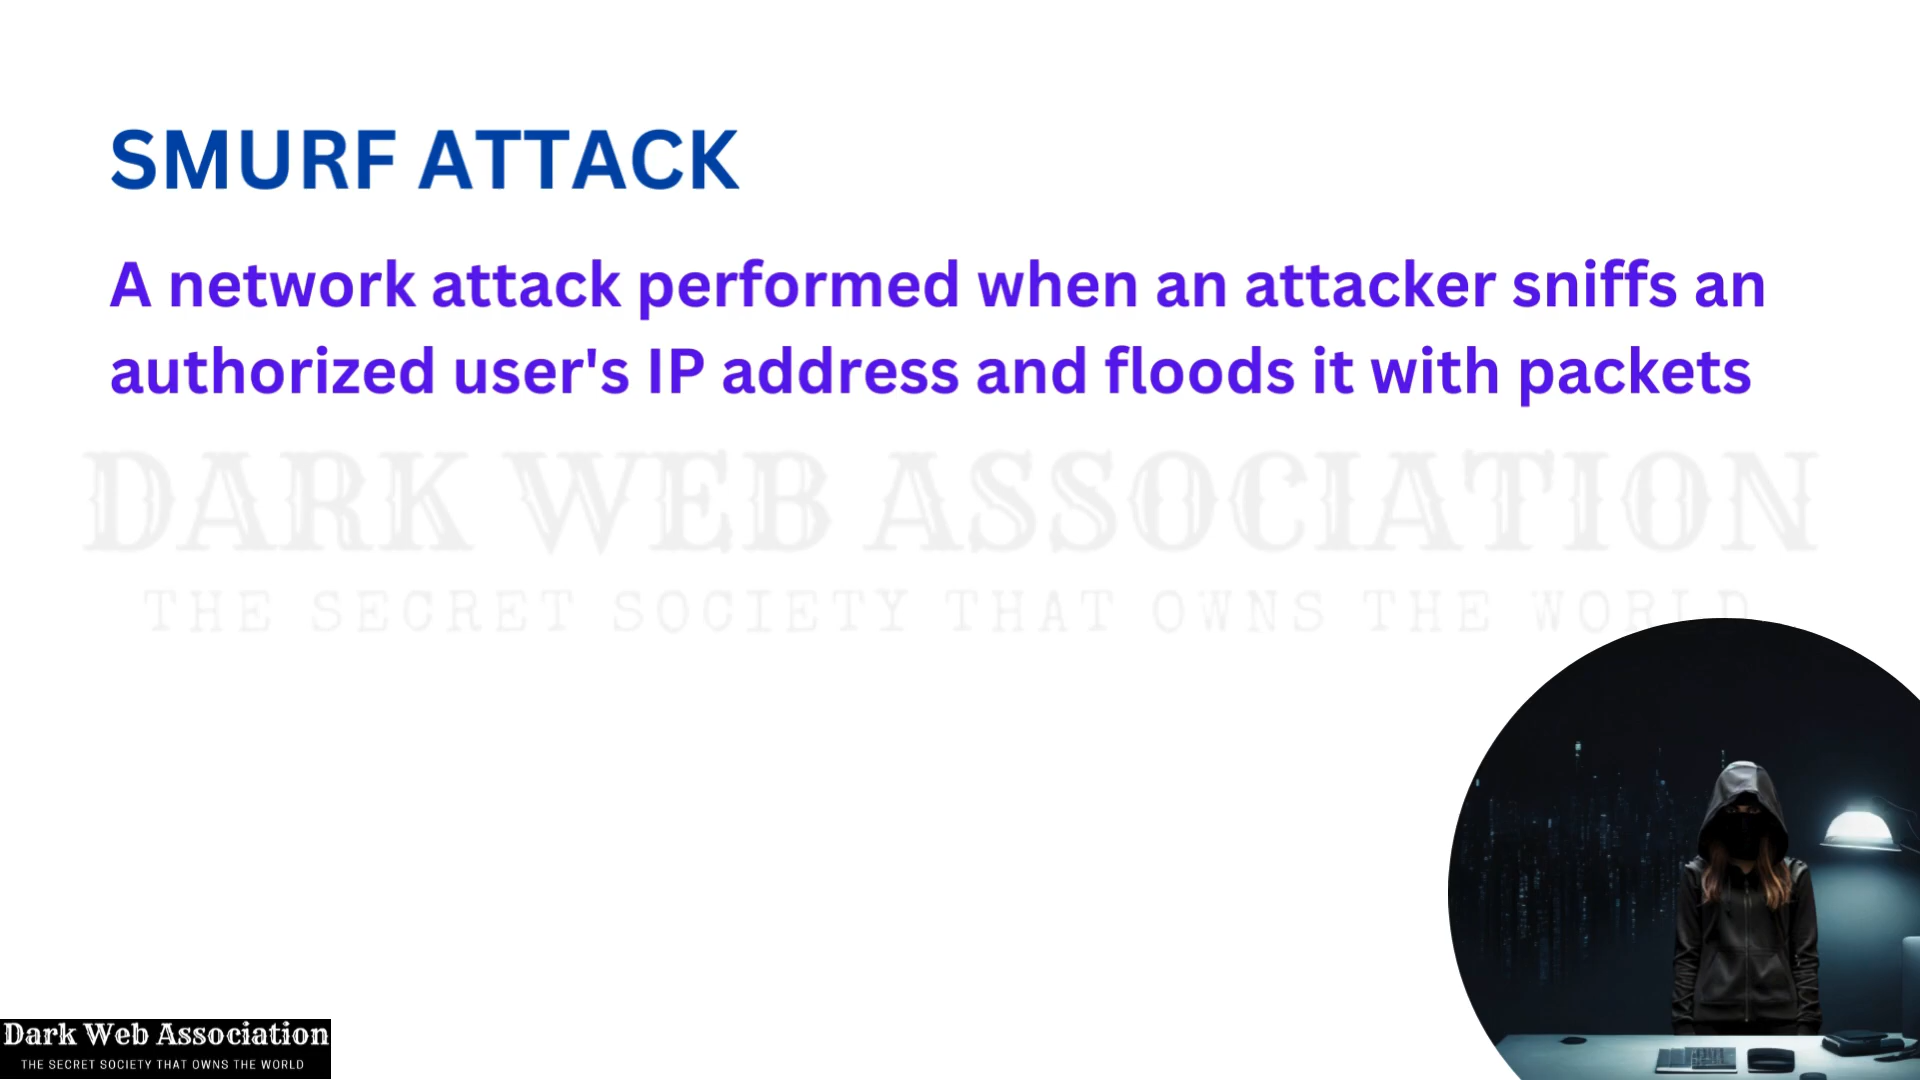 SMURF ATTACK
A network attack performed when an attacker sniffs an
authorized user's IP address and floods it with packets
DARK WEB ASSOCIATION
THE SECRET SOCIETY THAT OWNS THE WORLD
Dark Web Association
THE SECRET SOCIETY THAT OWNS THE WORLD